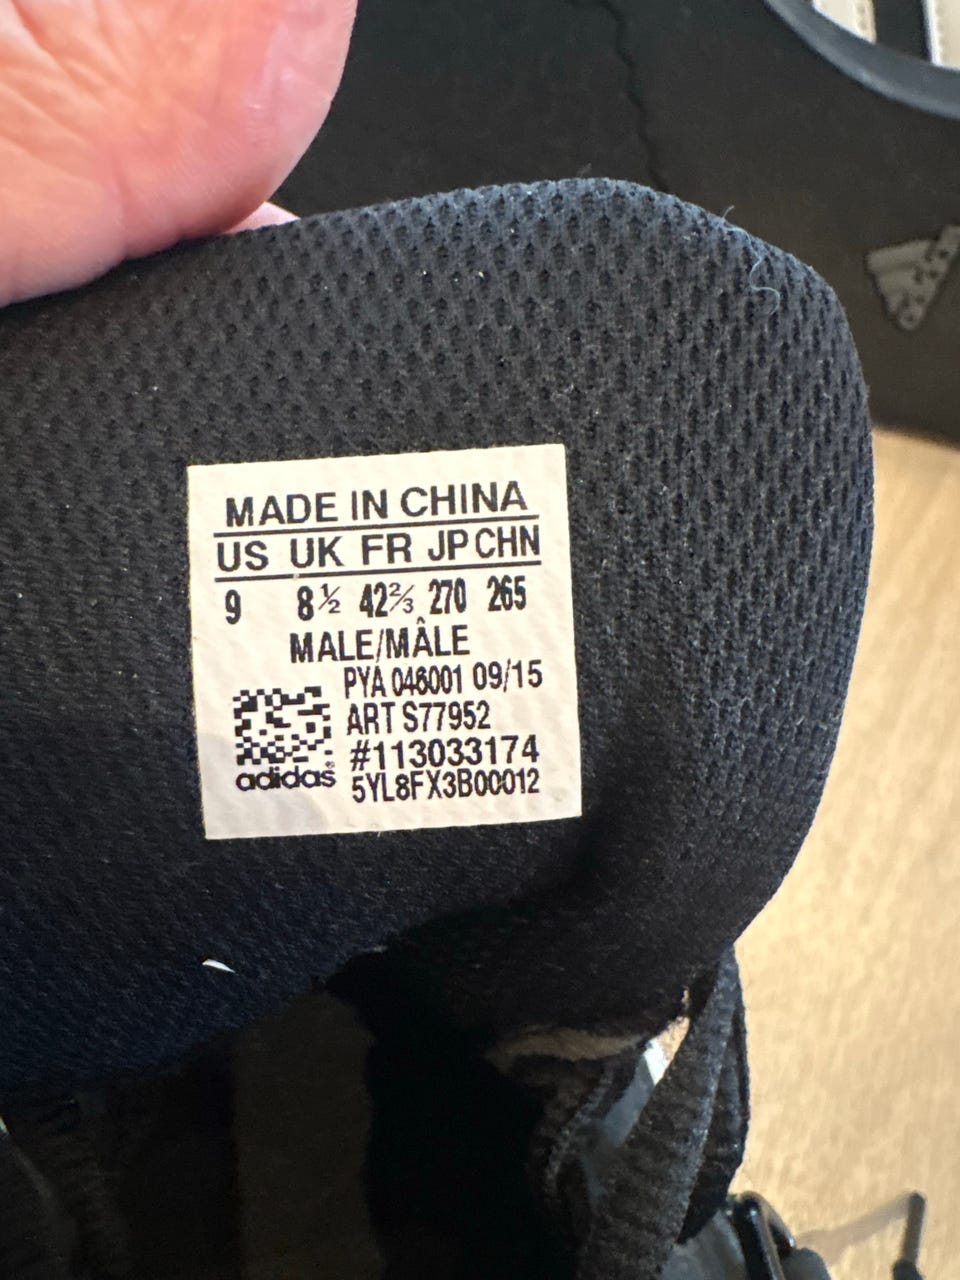 MADE IN CHINA
US UK FR JP CHN
9 8½ 42⅔ 270 265
MALE/MÂLE
PYA 046001 09/15
ART S77952
#113033174
adidas® 5YL8FX3B00012